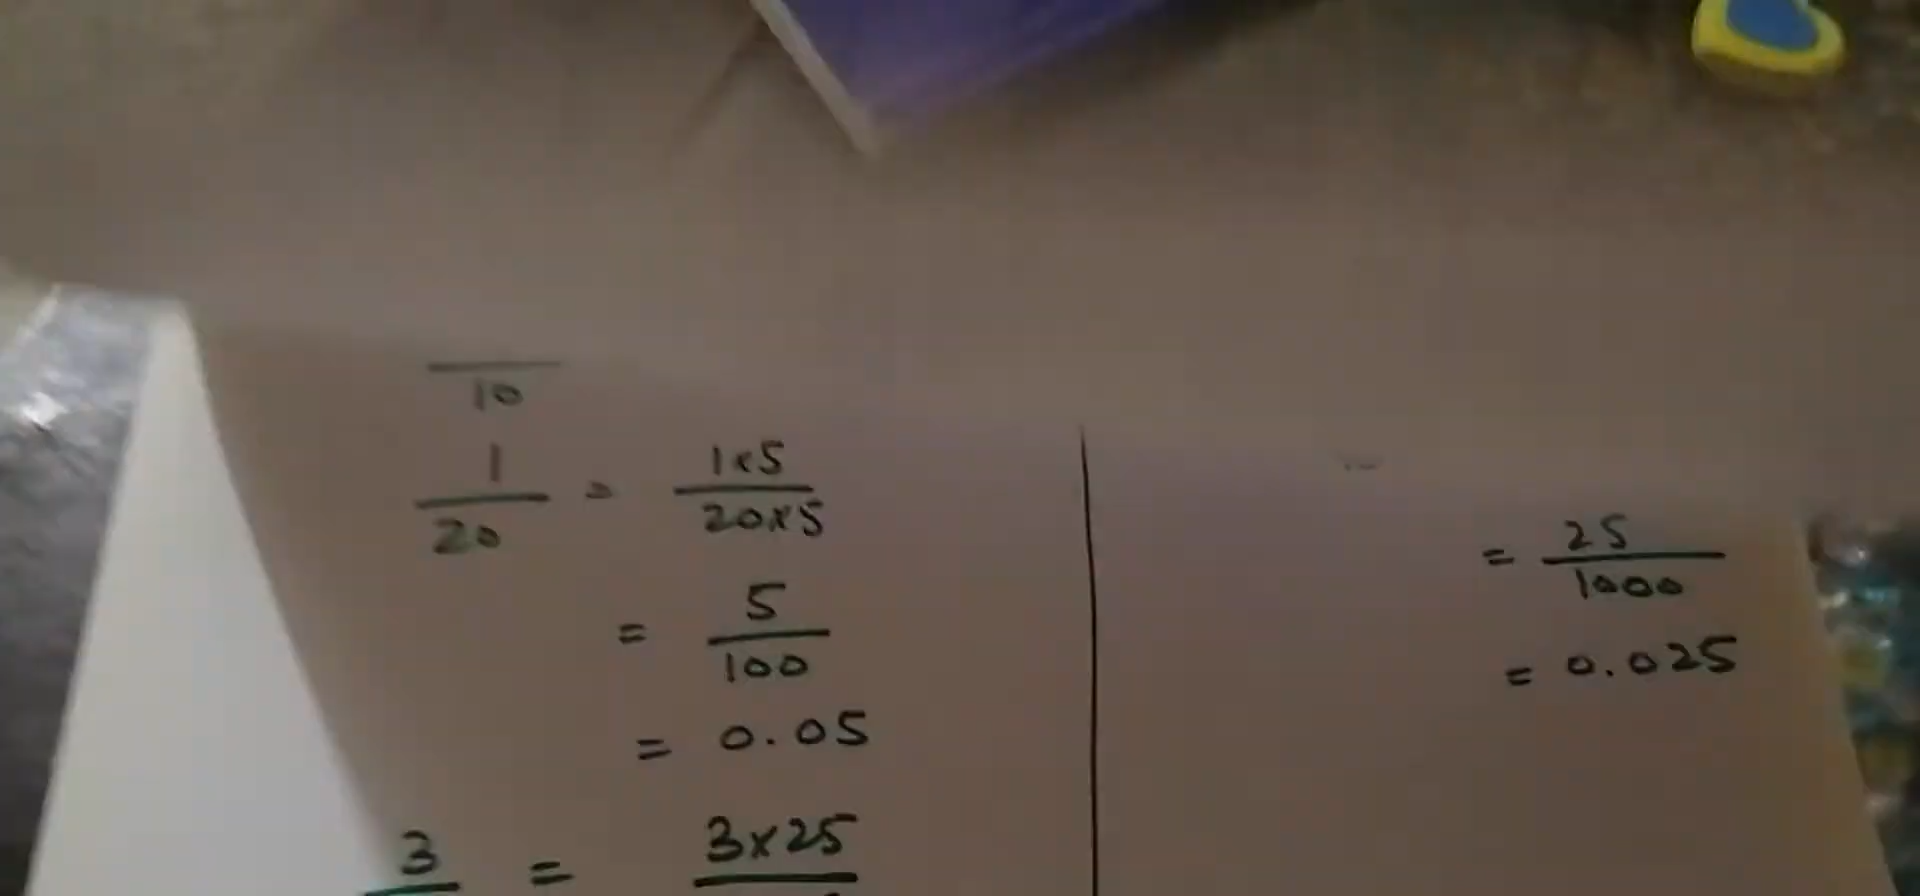 10
1/20 = 1×5/20×5
= 5/100
= 0.05
3 = 3×25
= 25/1000
= 0.025